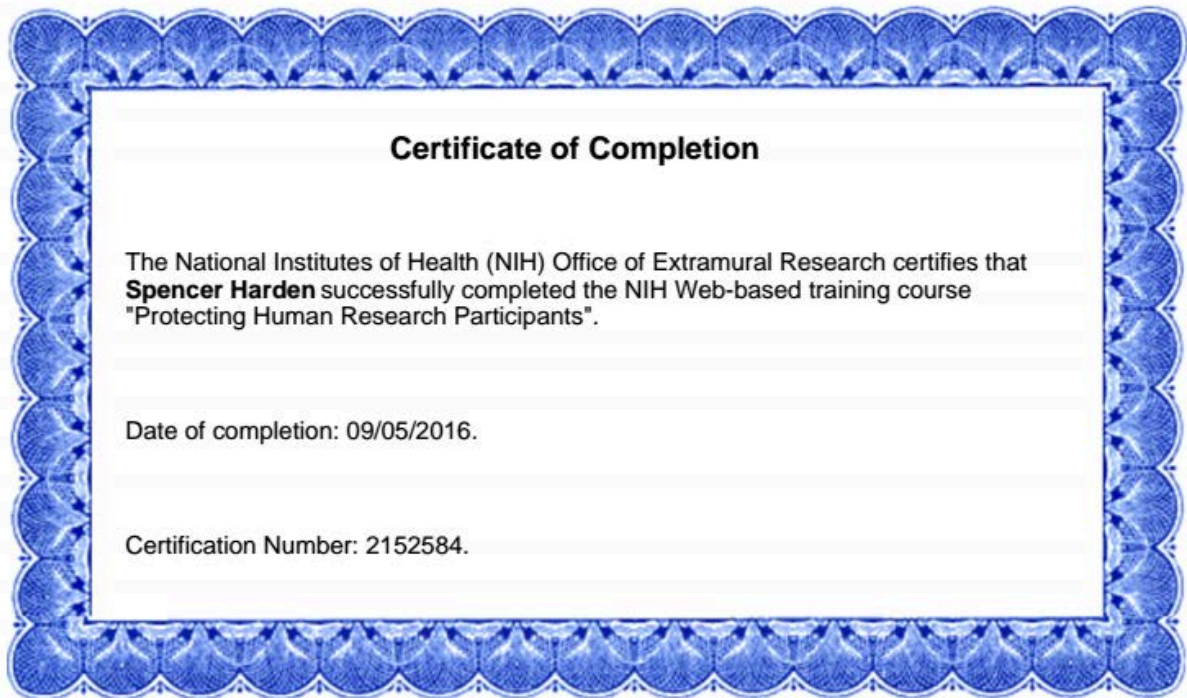 Certificate of Completion
The National Institutes of Health (NIH) Office of Extramural Research certifies that
Spencer Harden successfully completed the NIH Web-based training course
"Protecting Human Research Participants".
Date of completion: 09/05/2016.
Certification Number: 2152584.